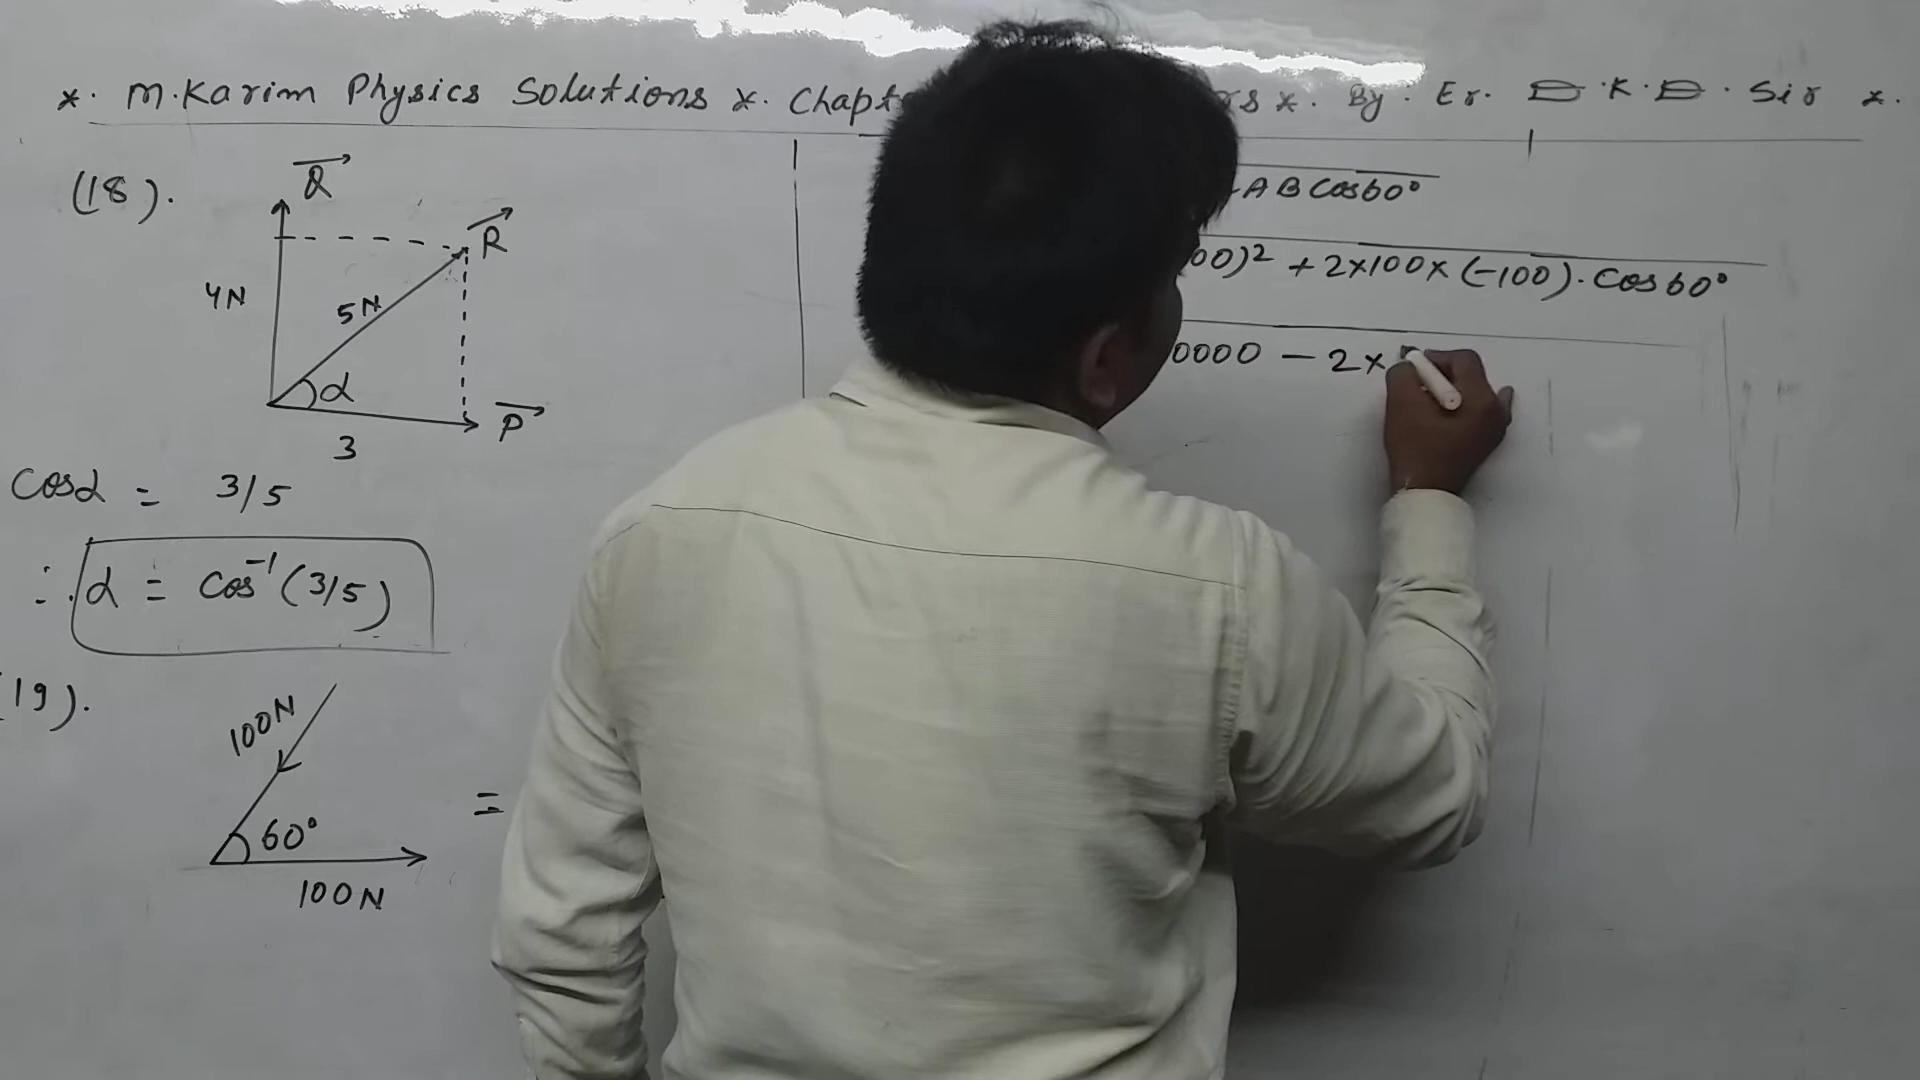 *. M.Karim Physics Solutions *. Chapt rs *. By. Er. D.K.D. Sir *.
(18).
Q
R
4N
5N
α
P
3
Cosα = 3/5
∴ α = Cos⁻¹(3/5)
19).
100N
60°
=
100N
AB Cos60°
00)² + 2×100×(-100).Cos60°
0000 - 2×